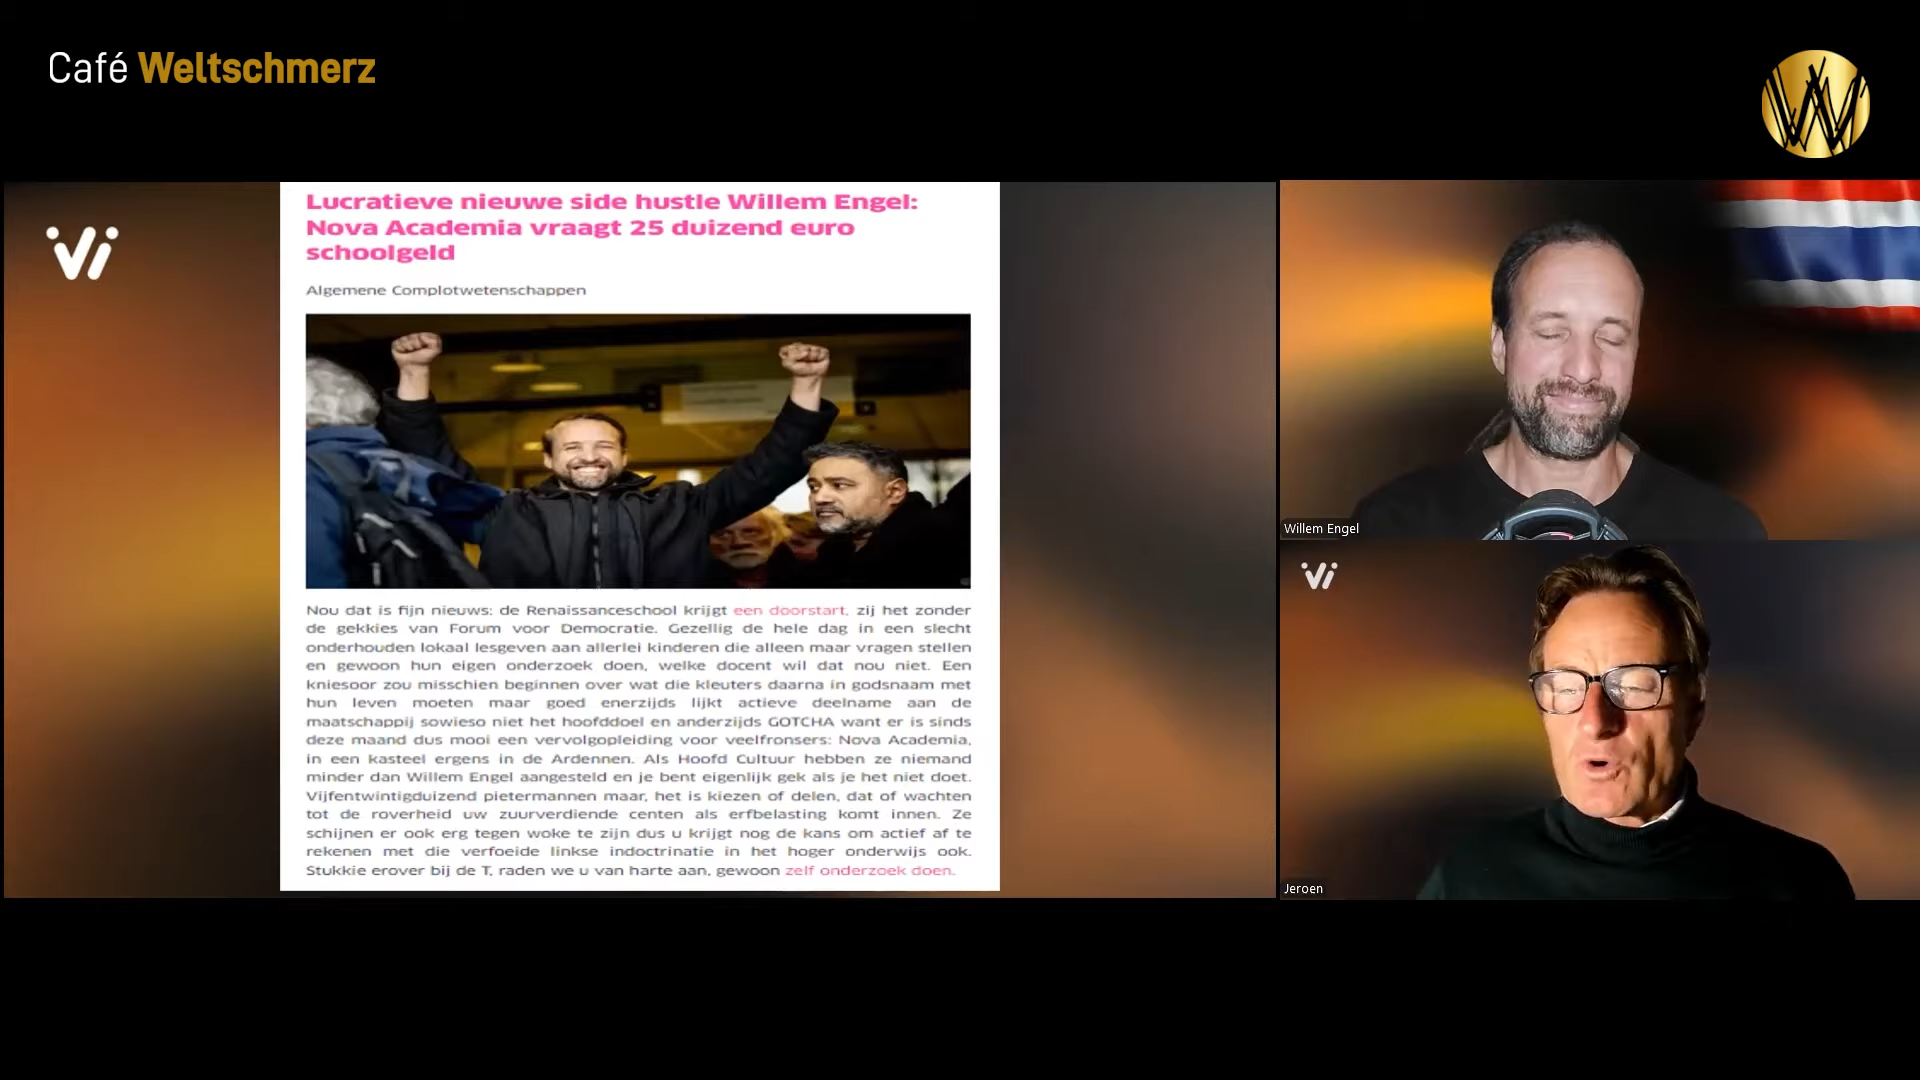 Café Weltschmerz
Lucratieve nieuwe side hustle Willem Engel:
Nova Academia vraagt 25 duizend euro
schoolgeld
Algemene Complotwetenschappen
Nou dat is fijn nieuws: de Renaissanceschool krijgt een doorstart, zij het zonder
de gekkies van Forum voor Democratie. Gezellig de hele dag in een slecht
onderhouden lokaal lesgeven aan allerlei kinderen die alleen maar vragen stellen
en gewoon hun eigen onderzoek doen, welke docent wil dat nou niet. Een
kniesoor zou misschien beginnen over wat die kleuters daarna in godsnaam met
hun leven moeten maar goed enerzijds lijkt actieve deelname aan de
maatschappij sowieso niet het hoofddoel en anderzijds GOTCHA want er is sinds
deze maand dus mooi een vervolgopleiding voor veelfronsers: Nova Academia,
in een kasteel ergens in de Ardennen. Als Hoofd Cultuur hebben ze niemand
minder dan Willem Engel aangesteld en je bent eigenlijk gek als je het niet doet.
Vijfentwintigduizend pietermannen maar, het is kiezen of delen, dat of wachten
tot de roverheid uw zuurverdiende centen als erfbelasting komt innen. Ze
schijnen er ook erg tegen woke te zijn dus u krijgt nog de kans om actief af te
rekenen met die verfoeide linkse indoctrinatie in het hoger onderwijs ook.
Stukkie erover bij de T, raden we u van harte aan, gewoon zelf onderzoek doen.
Willem Engel
Jeroen